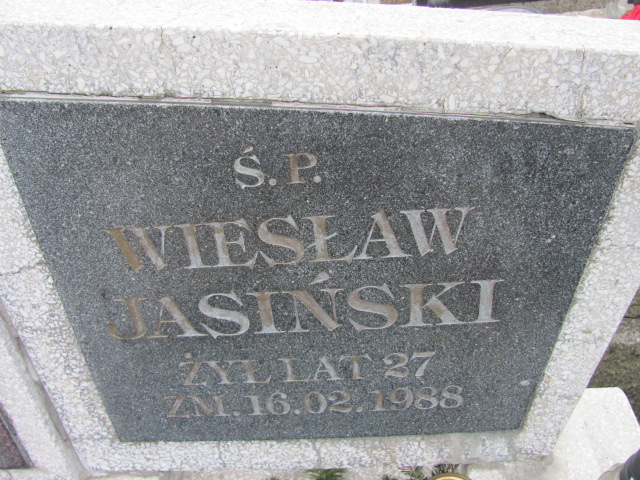 Ś.P.
WIESŁAW
JASIŃSKI
ŻYŁ LAT 27
ZM. 16.02.1988